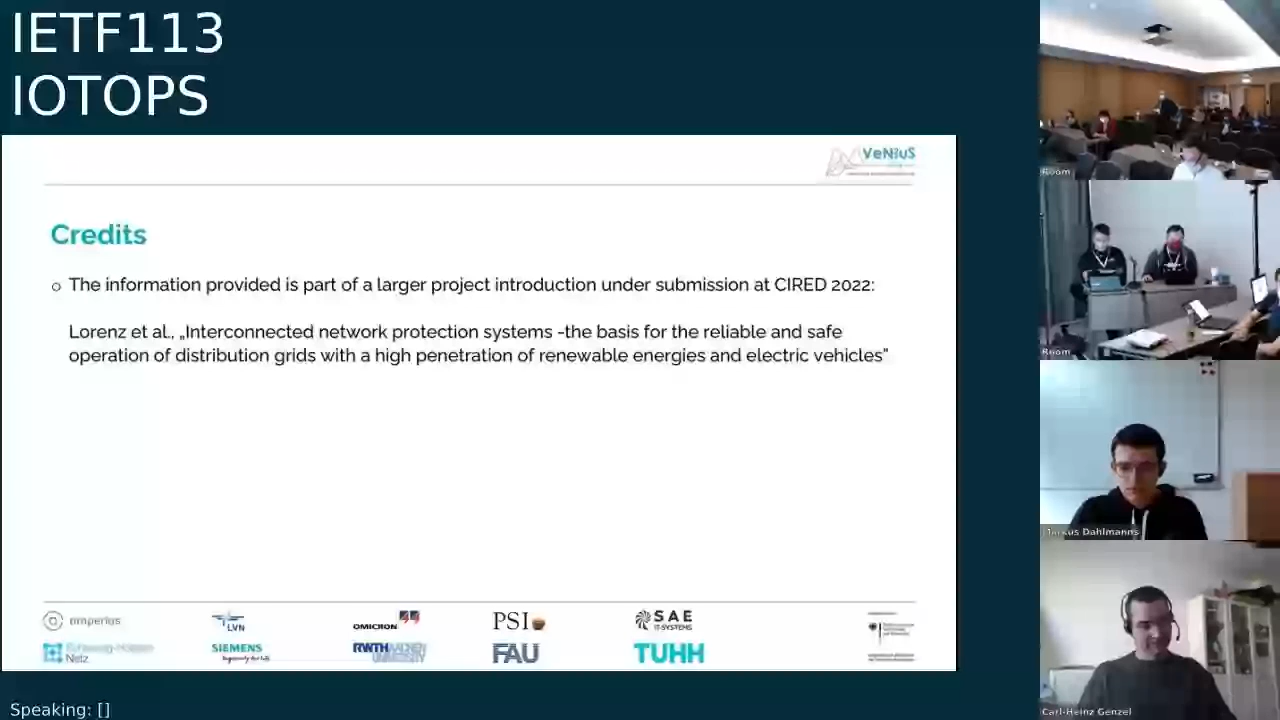 IETF113
IOTOPS
VeNiuS
Credits
o The information provided is part of a larger project introduction under submission at CIRED 2022:
Lorenz et al., „Interconnected network protection systems -the basis for the reliable and safe
operation of distribution grids with a high penetration of renewable energies and electric vehicles"
LVN
OMICRON
PSI
SAE
IT-SYSTEMS
Netz
SIEMENS
RWTH AACHEN
UNIVERSITY
FAU
TUHH
Room
Room
Markus Dahlmanns
Carl-Heinz Genzel
Speaking: []